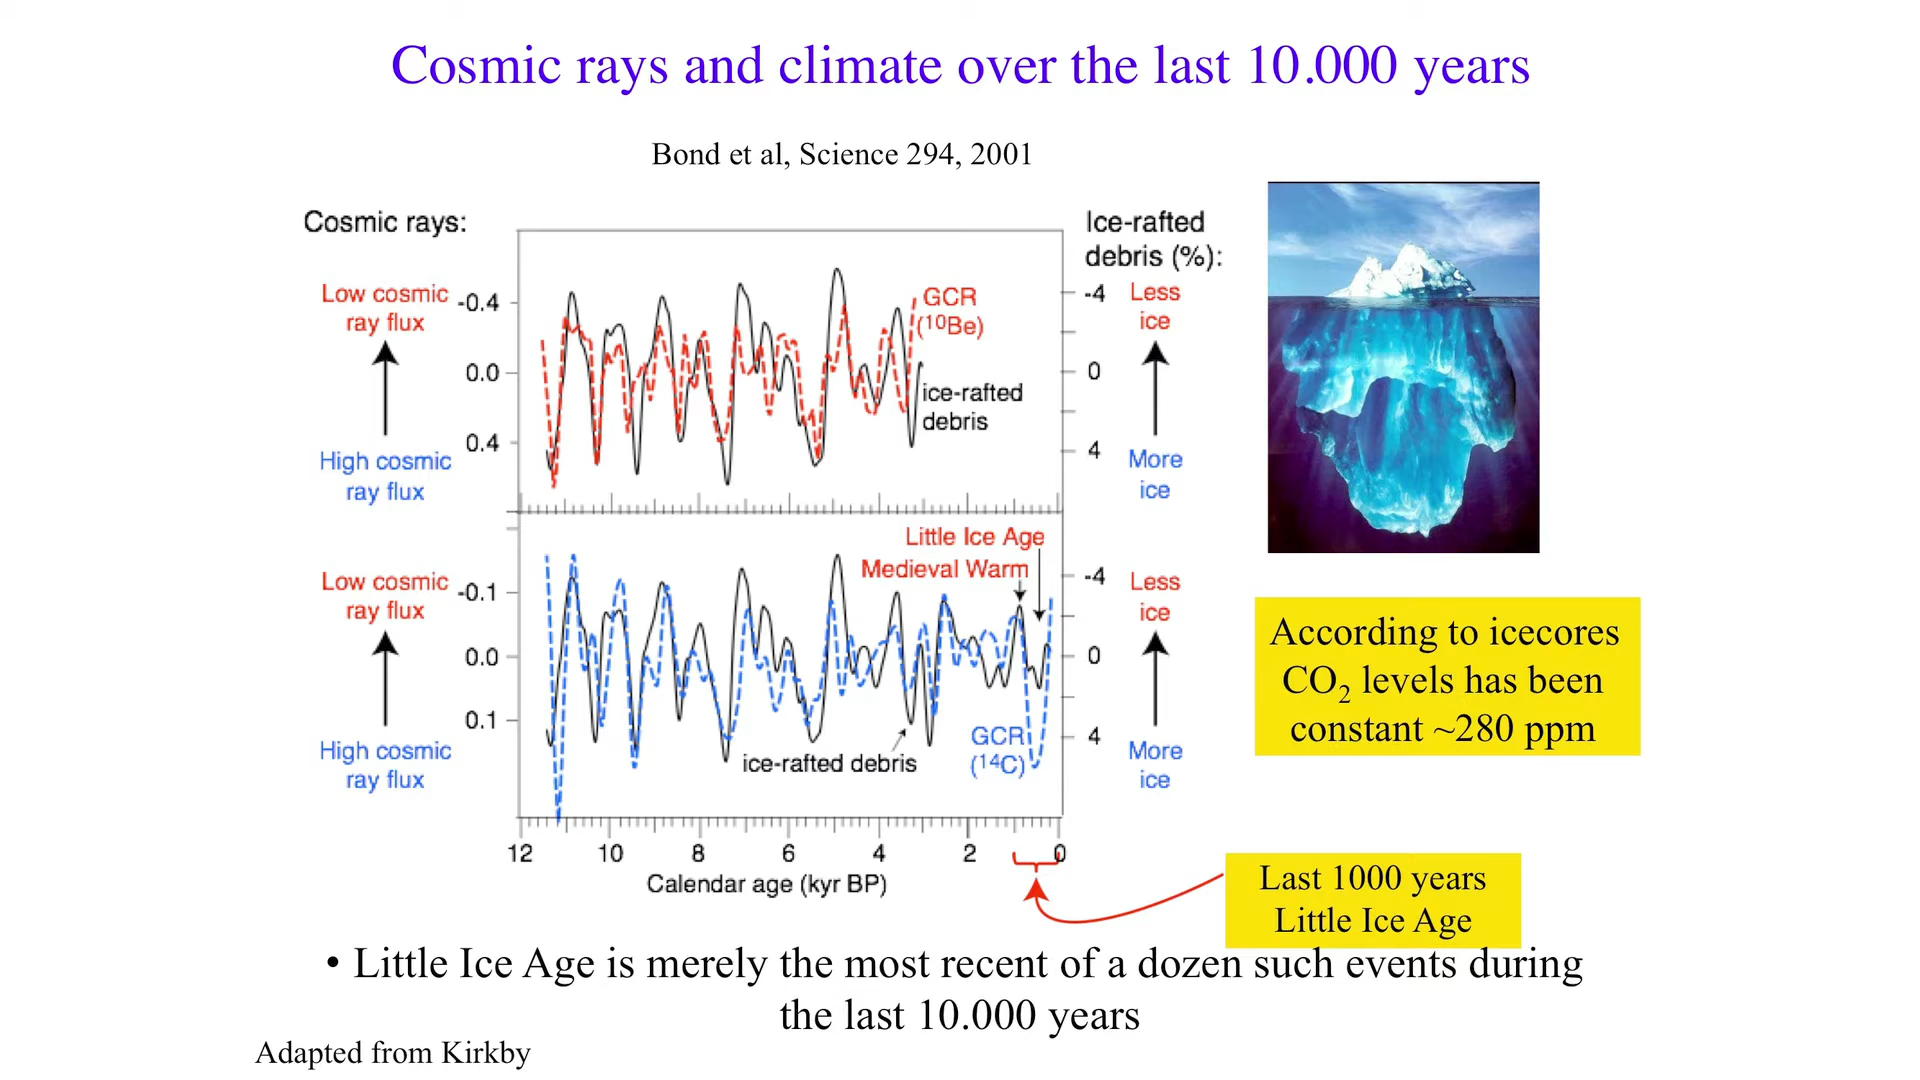 Cosmic rays and climate over the last 10.000 years
Bond et al, Science 294, 2001
Cosmic rays:
Low cosmic
ray flux
High cosmic
ray flux
-0.4
0.0
0.4
GCR
(¹⁰Be)
ice-rafted
debris
Ice-rafted
debris (%):
-4
0
4
Less
ice
More
ice
Low cosmic
ray flux
High cosmic
ray flux
-0.1
0.0
0.1
Little Ice Age
Medieval Warm
GCR
(¹⁴C)
ice-rafted debris
-4
0
4
Less
ice
More
ice
12 10 8 6 4 2 0
Calendar age (kyr BP)
According to icecores
CO₂ levels has been
constant ~280 ppm
Last 1000 years
Little Ice Age
• Little Ice Age is merely the most recent of a dozen such events during
the last 10.000 years
Adapted from Kirkby